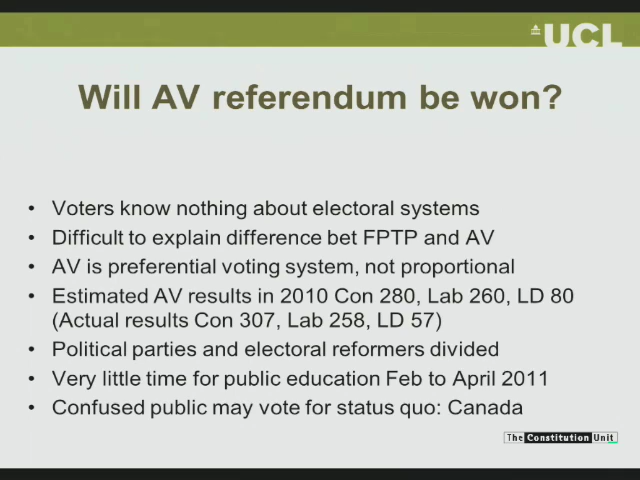 UCL
Will AV referendum be won?
• Voters know nothing about electoral systems
• Difficult to explain difference bet FPTP and AV
• AV is preferential voting system, not proportional
• Estimated AV results in 2010 Con 280, Lab 260, LD 80
(Actual results Con 307, Lab 258, LD 57)
• Political parties and electoral reformers divided
• Very little time for public education Feb to April 2011
• Confused public may vote for status quo: Canada
The Constitution Unit